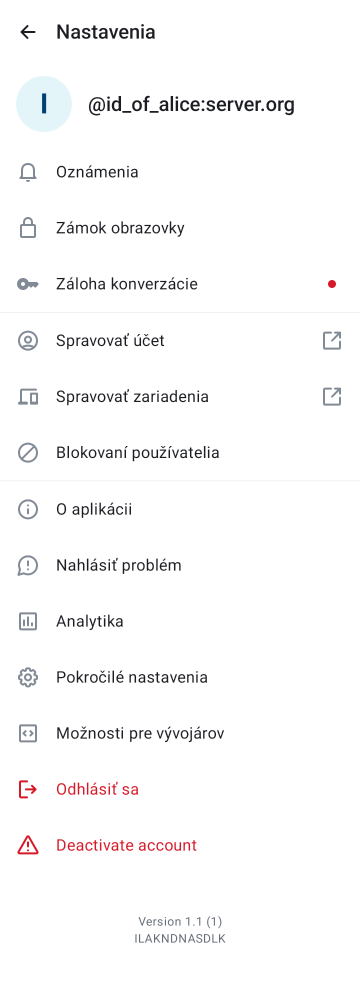 Nastavenia
I
@id_of_alice:server.org
Oznámenia
Zámok obrazovky
Záloha konverzácie
Spravovať účet
Spravovať zariadenia
Blokovaní používatelia
O aplikácii
Nahlásiť problém
Analytika
Pokročilé nastavenia
Možnosti pre vývojárov
Odhlásiť sa
Deactivate account
Version 1.1 (1)
ILAKNDNASDLK